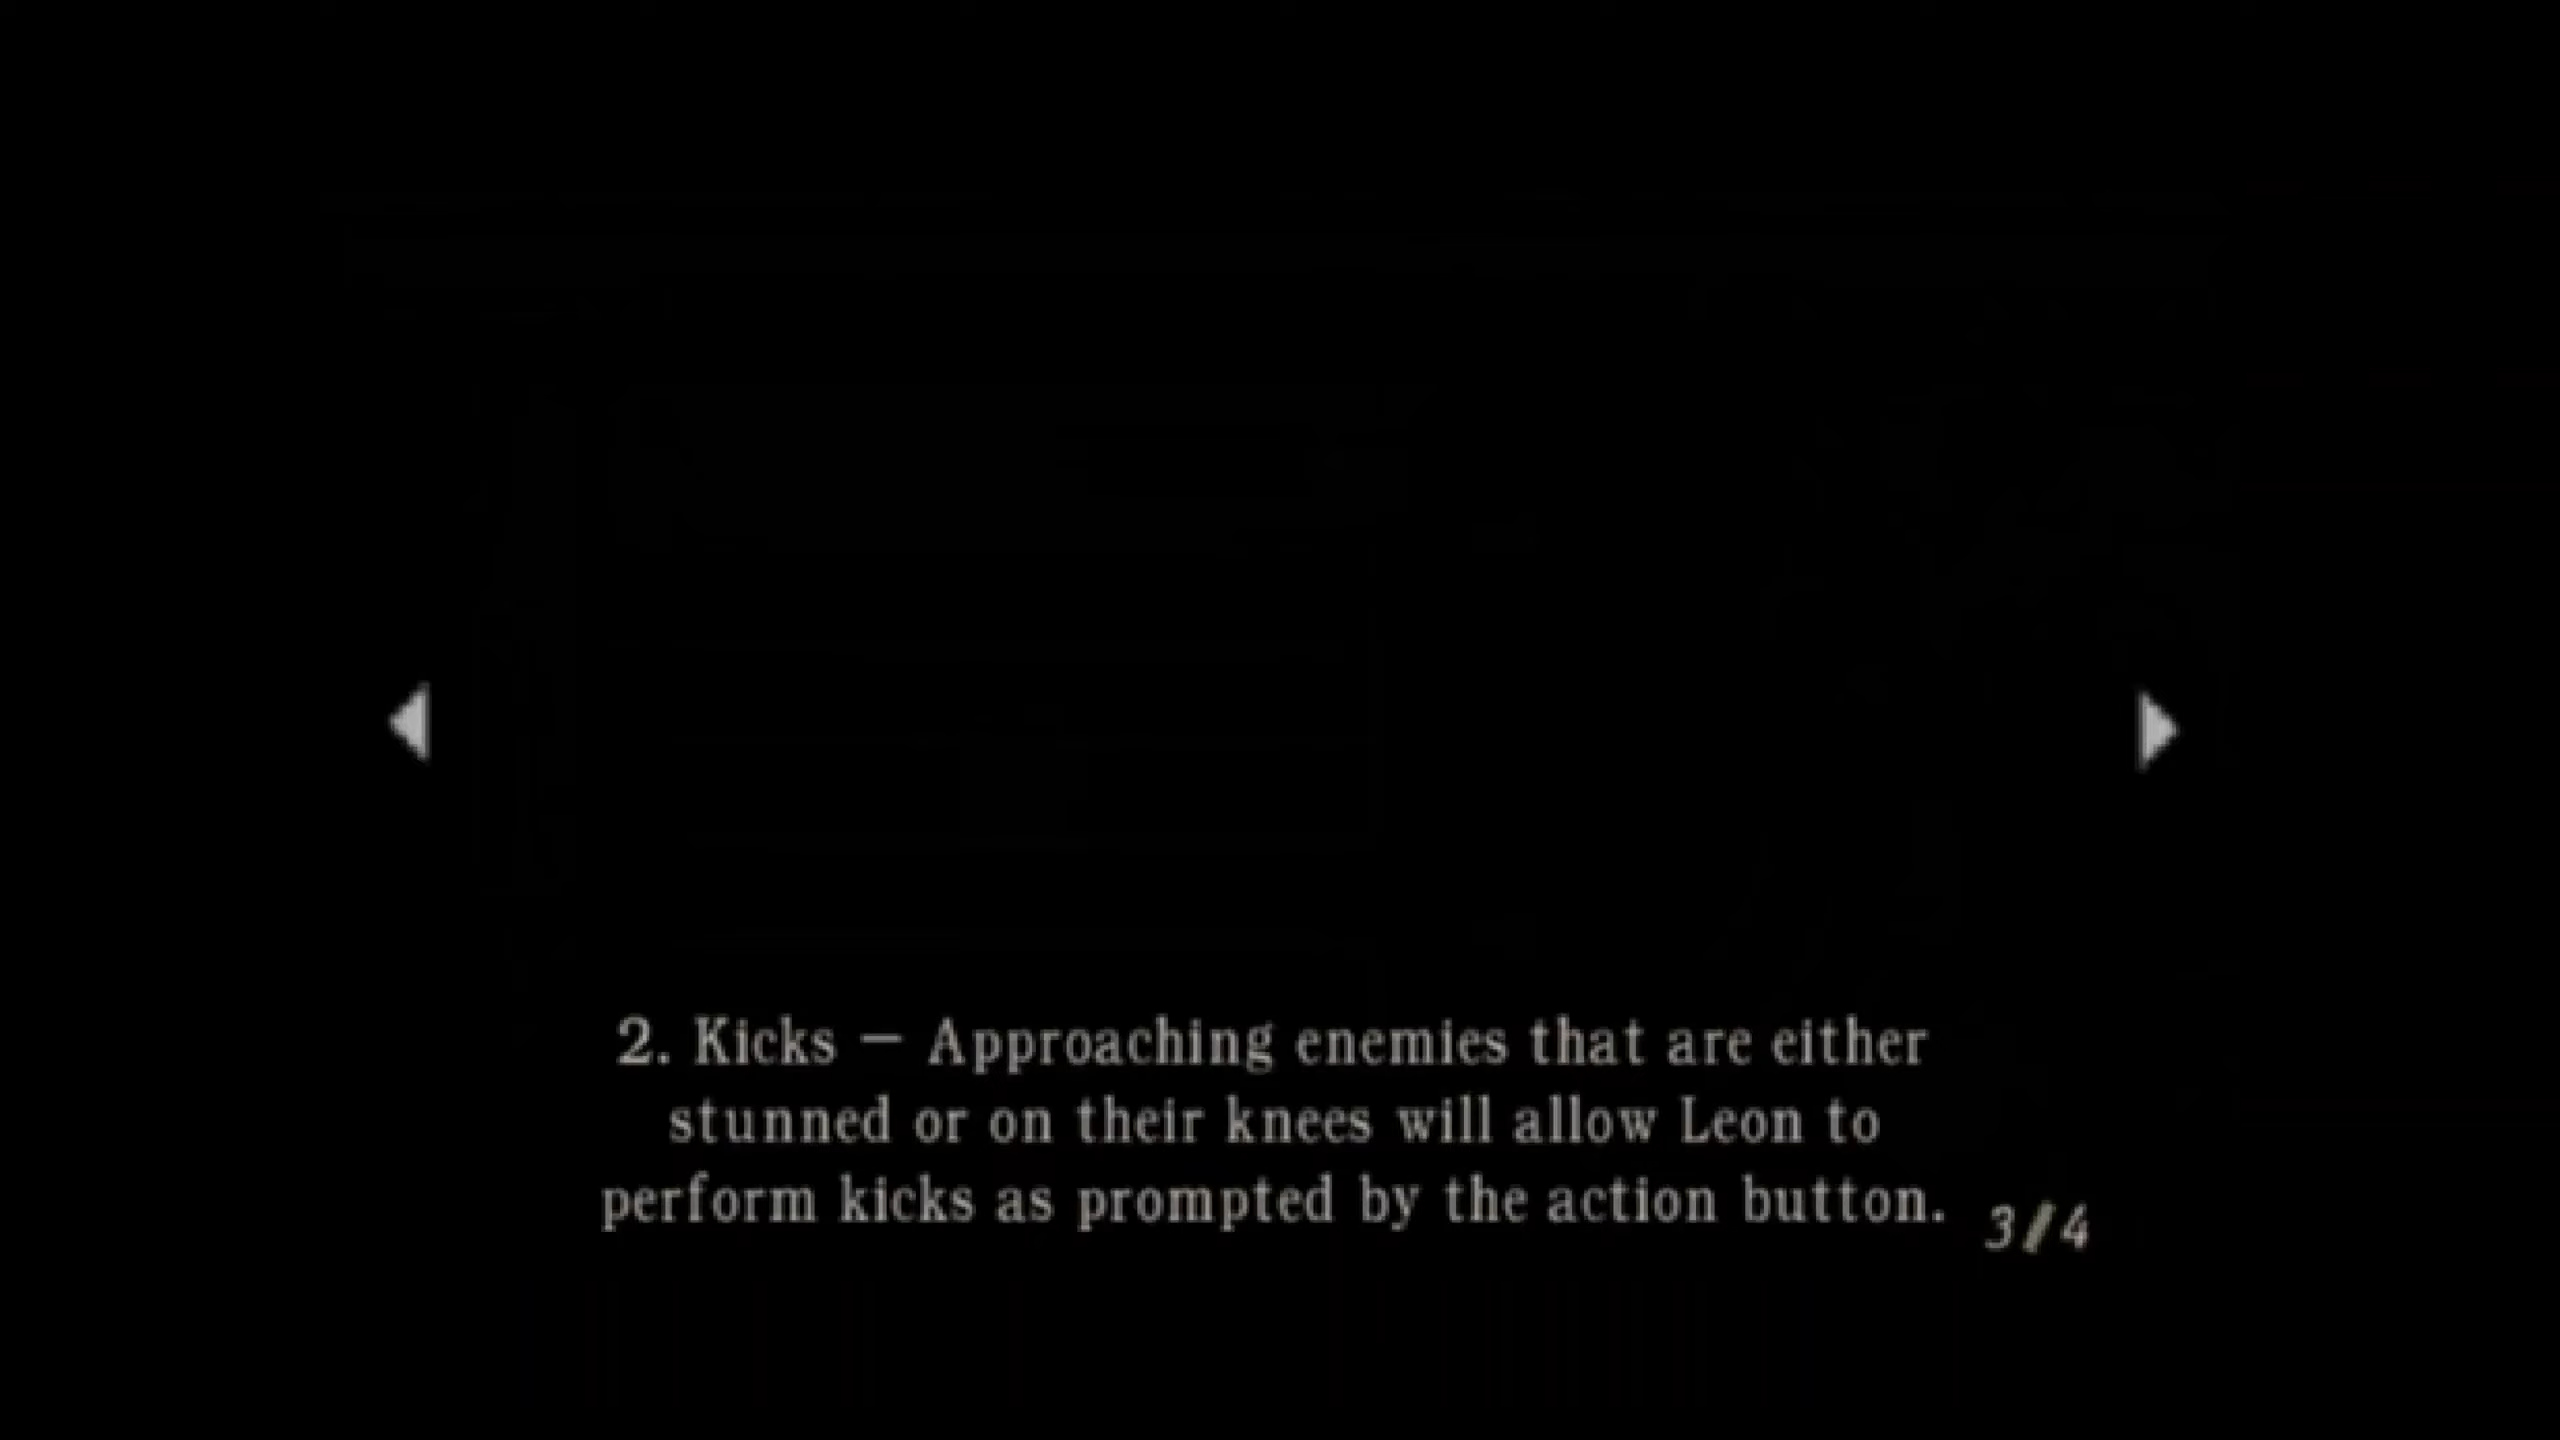 2. Kicks — Approaching enemies that are either
stunned or on their knees will allow Leon to
perform kicks as prompted by the action button.
3/4